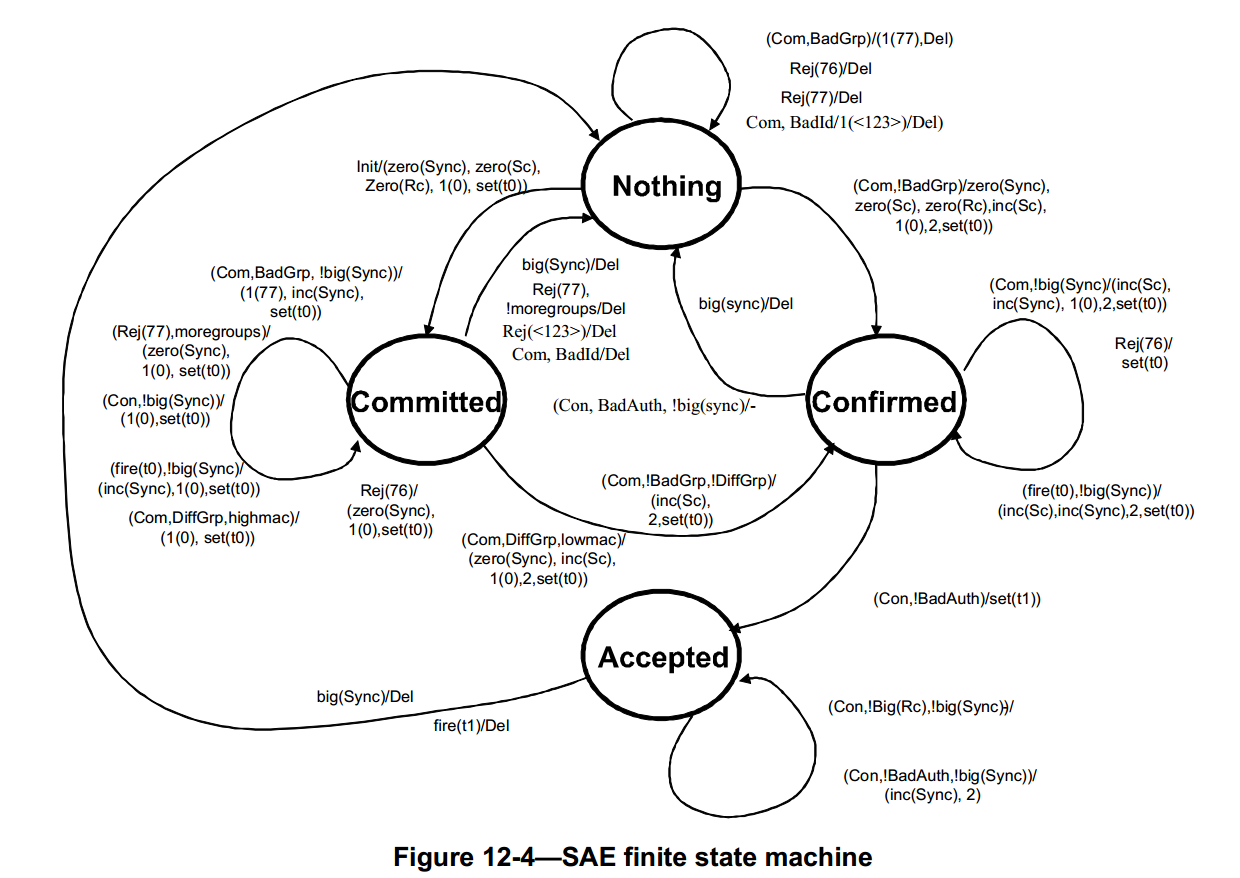 (Com,BadGrp)/(1(77),Del)
Rej(76)/Del
Rej(77)/Del
Com, BadId/1(<123>)/Del)
Nothing
Init/(zero(Sync), zero(Sc),
Zero(Rc), 1(0), set(t0))
(Com,!BadGrp)/zero(Sync),
zero(Sc), zero(Rc),inc(Sc),
1(0),2,set(t0))
big(Sync)/Del
Rej(77),
!moregroups/Del
Rej(<123>)/Del
Com, BadId/Del
big(sync)/Del
(Com,BadGrp, !big(Sync))/
(1(77), inc(Sync),
set(t0))
(Rej(77),moregroups)/
(zero(Sync),
1(0), set(t0))
(Con,!big(Sync))/
(1(0),set(t0))
(fire(t0),!big(Sync)/
(inc(Sync),1(0),set(t0))
(Com,DiffGrp,highmac)/
(1(0), set(t0))
Committed
Rej(76)/
(zero(Sync),
1(0),set(t0))
(Con, BadAuth, !big(sync)/-
Confirmed
(Com,!big(Sync)/(inc(Sc),
inc(Sync), 1(0),2,set(t0))
Rej(76)/
set(t0)
(fire(t0),!big(Sync))/
(inc(Sc),inc(Sync),2,set(t0))
(Com,!BadGrp,!DiffGrp)/
(inc(Sc),
2,set(t0))
(Com,DiffGrp,lowmac)/
(zero(Sync), inc(Sc),
1(0),2,set(t0))
(Con,!BadAuth)/set(t1))
Accepted
big(Sync)/Del
fire(t1)/Del
(Con,!Big(Rc),!big(Sync)-)/
(Con,!BadAuth,!big(Sync))/
(inc(Sync), 2)
Figure 12-4—SAE finite state machine